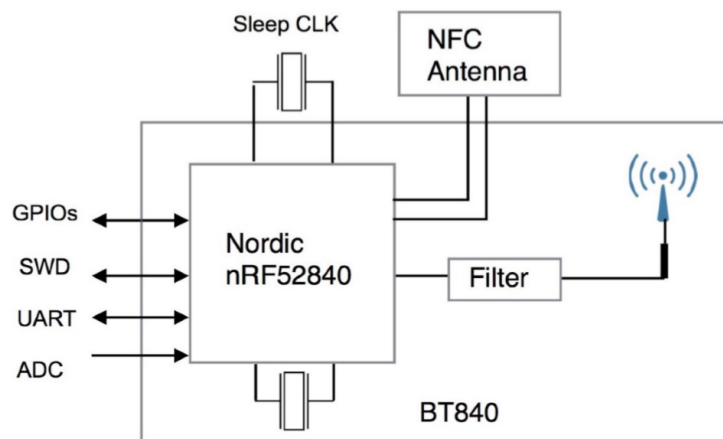 Sleep CLK
NFC
Antenna
GPIOs
SWD
UART
ADC
Nordic
nRF52840
Filter
BT840